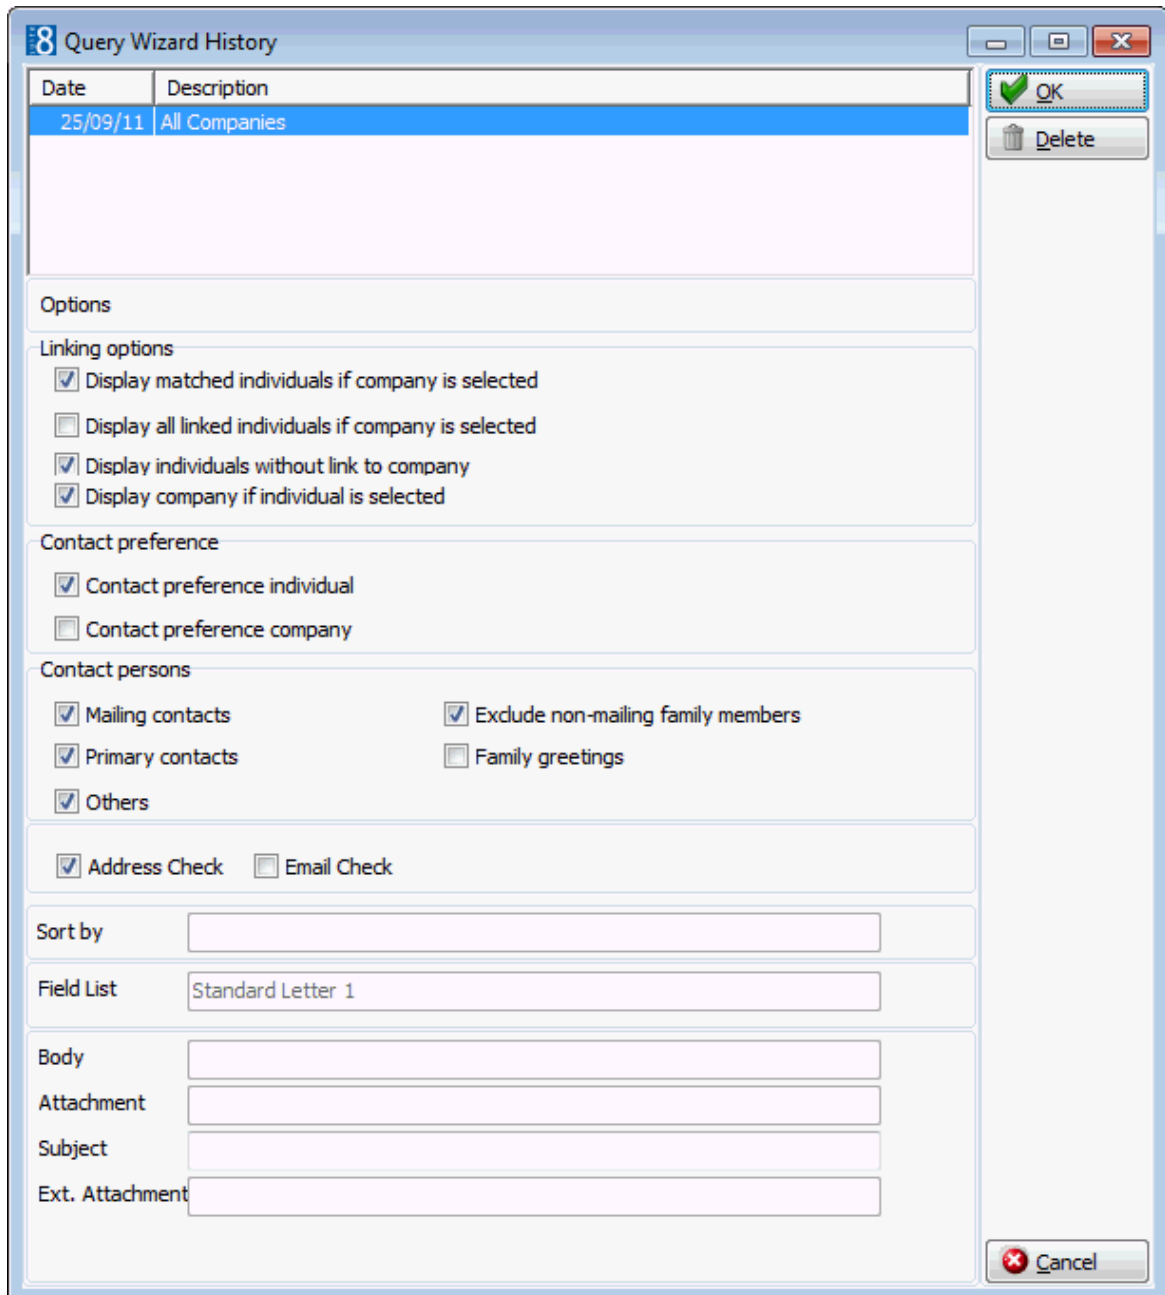 8 Query Wizard History
Date Description
OK
25/09/11 All Companies
Delete
Options
Linking options
Display matched individuals if company is selected
Display all linked individuals if company is selected
Display individuals without link to company
Display company if individual is selected
Contact preference
Contact preference individual
Contact preference company
Contact persons
Mailing contacts Exclude non-mailing family members
Primary contacts Family greetings
Others
Address Check Email Check
Sort by
Field List Standard Letter 1
Body
Attachment
Subject
Ext. Attachment
Cancel